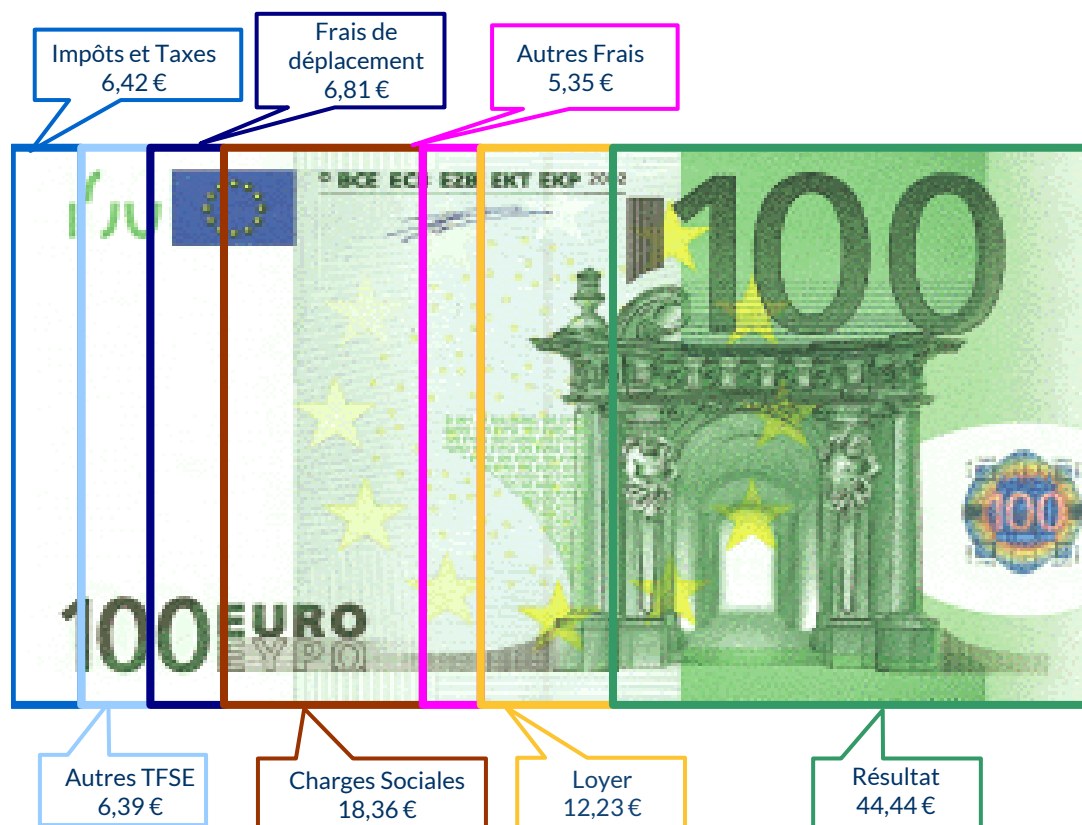 Impôts et Taxes
6,42 €
Frais de
déplacement
6,81 €
Autres Frais
5,35 €
© BCE ECB EZB EKT EKP 2002
100
100
100 EURO
ΕΥΡΩ
Autres TFSE
6,39 €
Charges Sociales
18,36 €
Loyer
12,23 €
Résultat
44,44 €